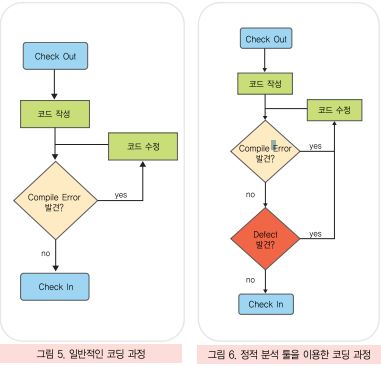 Check Out
코드 작성
코드 수정
Compile Error
발견?
yes
no
Check In
그림 5. 일반적인 코딩 과정
Check Out
코드 작성
코드 수정
Compile Error
발견?
yes
no
Defect
발견?
yes
no
Check In
그림 6. 정적 분석 툴을 이용한 코딩 과정